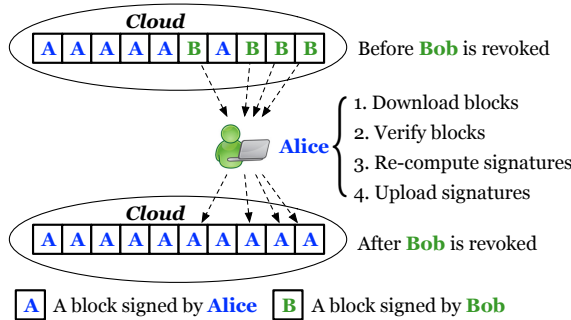 Cloud
A A A A A B A B B B
Before Bob is revoked
Alice
1. Download blocks
2. Verify blocks
3. Re-compute signatures
4. Upload signatures
Cloud
A A A A A A A A A A
After Bob is revoked
A A block signed by Alice B A block signed by Bob